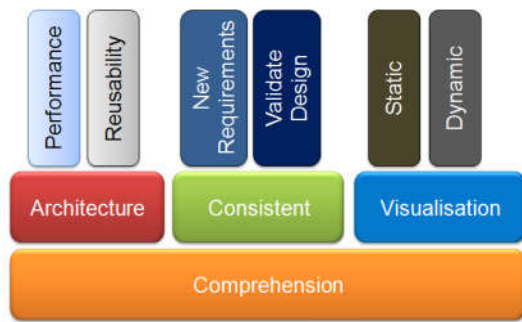 Performance
Reusability
New
Requirements
Validate
Design
Static
Dynamic
Architecture
Consistent
Visualisation
Comprehension